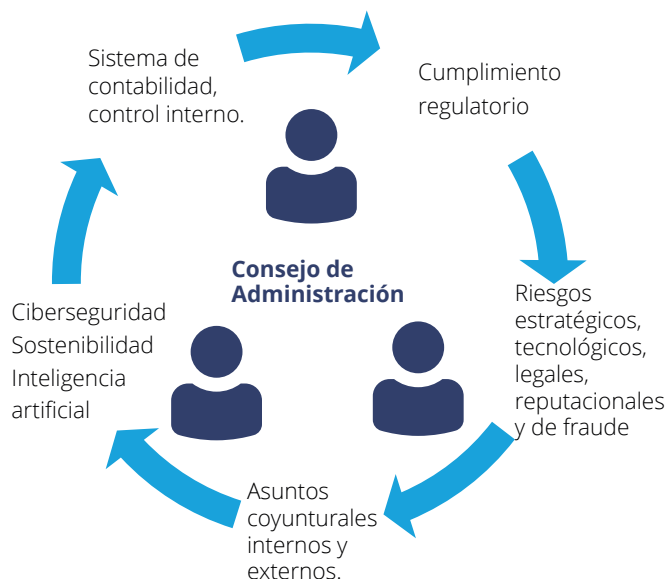 Sistema de
contabilidad,
control interno.
Cumplimiento
regulatorio
Consejo de
Administración
Riesgos
estratégicos,
tecnológicos,
legales,
reputacionales
y de fraude
Ciberseguridad
Sostenibilidad
Inteligencia
artificial
Asuntos
coyunturales
internos y
externos.